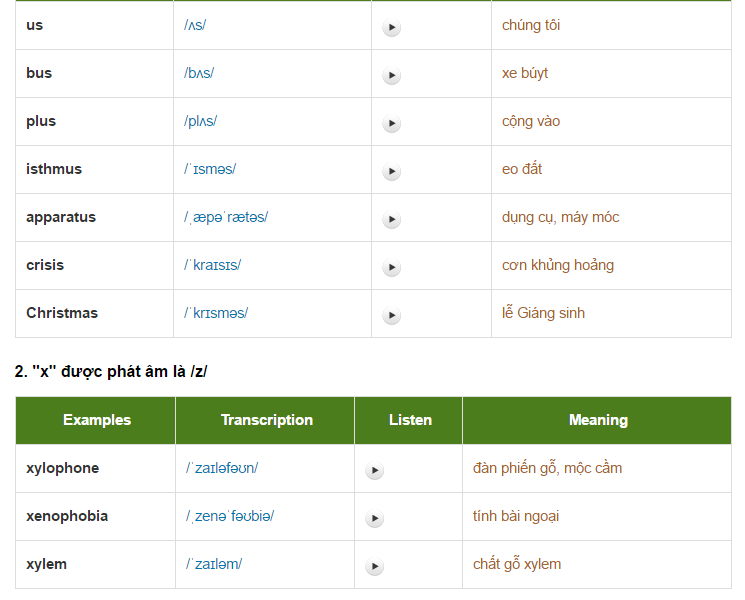 us /ʌs/ chúng tôi
bus /bʌs/ xe búyt
plus /plʌs/ cộng vào
isthmus /ˈɪsməs/ eo đất
apparatus /ˌæpəˈrætəs/ dụng cụ, máy móc
crisis /ˈkraɪsɪs/ cơn khủng hoảng
Christmas /ˈkrɪsməs/ lễ Giáng sinh
2. "x" được phát âm là /z/
Examples Transcription Listen Meaning
xylophone /ˈzaɪləfəʊn/ đàn phiến gỗ, mộc cầm
xenophobia /ˌzenəˈfəʊbiə/ tính bài ngoại
xylem /ˈzaɪləm/ chất gỗ xylem